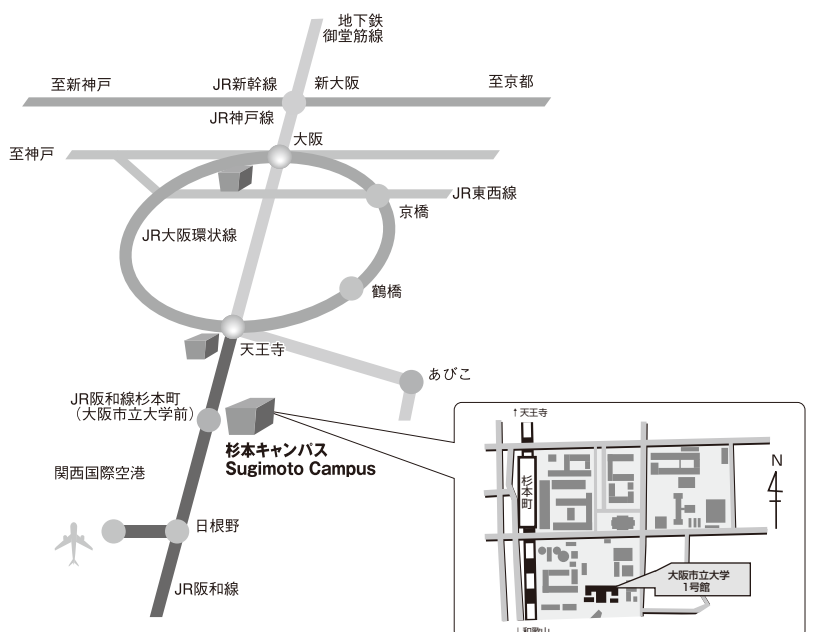 地下鉄
御堂筋線
至新神戸
JR新幹線
新大阪
至京都
JR神戸線
大阪
至神戸
JR東西線
京橋
JR大阪環状線
鶴橋
天王寺
あびこ
JR阪和線杉本町
（大阪市立大学前）
杉本キャンパス
Sugimoto Campus
関西国際空港
日根野
JR阪和線
↑天王寺
杉本町
N
大阪市立大学
1号館
↓和歌山